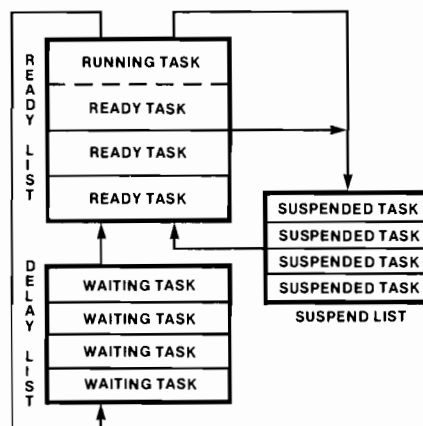 READY LIST
RUNNING TASK
READY TASK
READY TASK
READY TASK
SUSPENDED TASK
SUSPENDED TASK
SUSPENDED TASK
SUSPENDED TASK
SUSPEND LIST
DELAY LIST
WAITING TASK
WAITING TASK
WAITING TASK
WAITING TASK